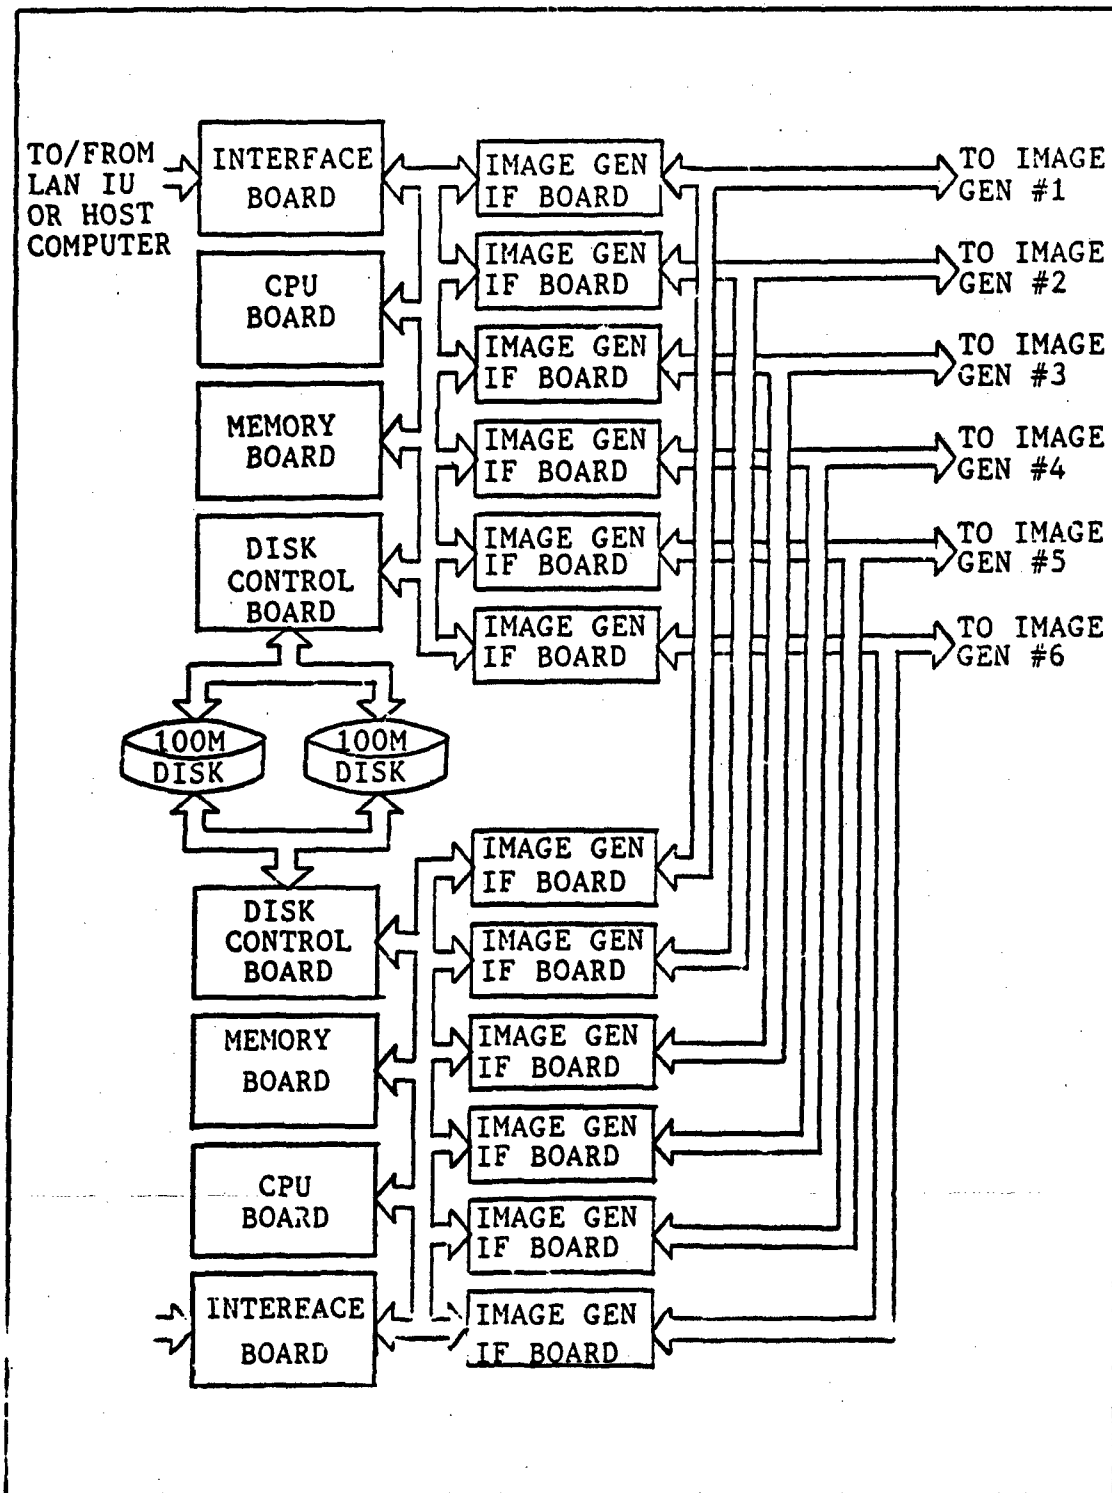 TO/FROM
LAN IU
OR HOST
COMPUTER
INTERFACE
BOARD
CPU
BOARD
MEMORY
BOARD
DISK
CONTROL
BOARD
100M
DISK
100M
DISK
IMAGE GEN
IF BOARD
IMAGE GEN
IF BOARD
IMAGE GEN
IF BOARD
IMAGE GEN
IF BOARD
IMAGE GEN
IF BOARD
IMAGE GEN
IF BOARD
TO IMAGE
GEN #1
TO IMAGE
GEN #2
TO IMAGE
GEN #3
TO IMAGE
GEN #4
TO IMAGE
GEN #5
TO IMAGE
GEN #6
DISK
CONTROL
BOARD
MEMORY
BOARD
CPU
BOARD
INTERFACE
BOARD
IMAGE GEN
IF BOARD
IMAGE GEN
IF BOARD
IMAGE GEN
IF BOARD
IMAGE GEN
IF BOARD
IMAGE GEN
IF BOARD
IMAGE GEN
IF BOARD